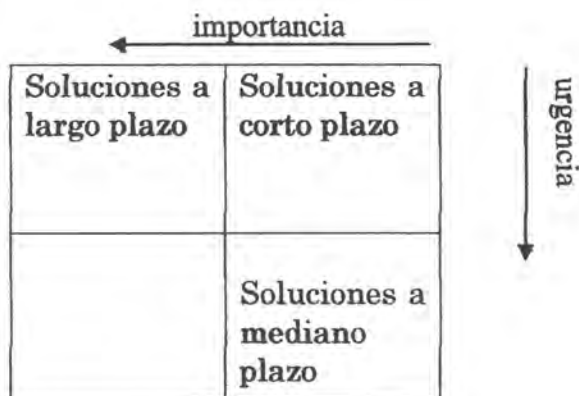 importancia
Soluciones a
largo plazo
Soluciones a
corto plazo
urgencia
Soluciones a
mediano
plazo